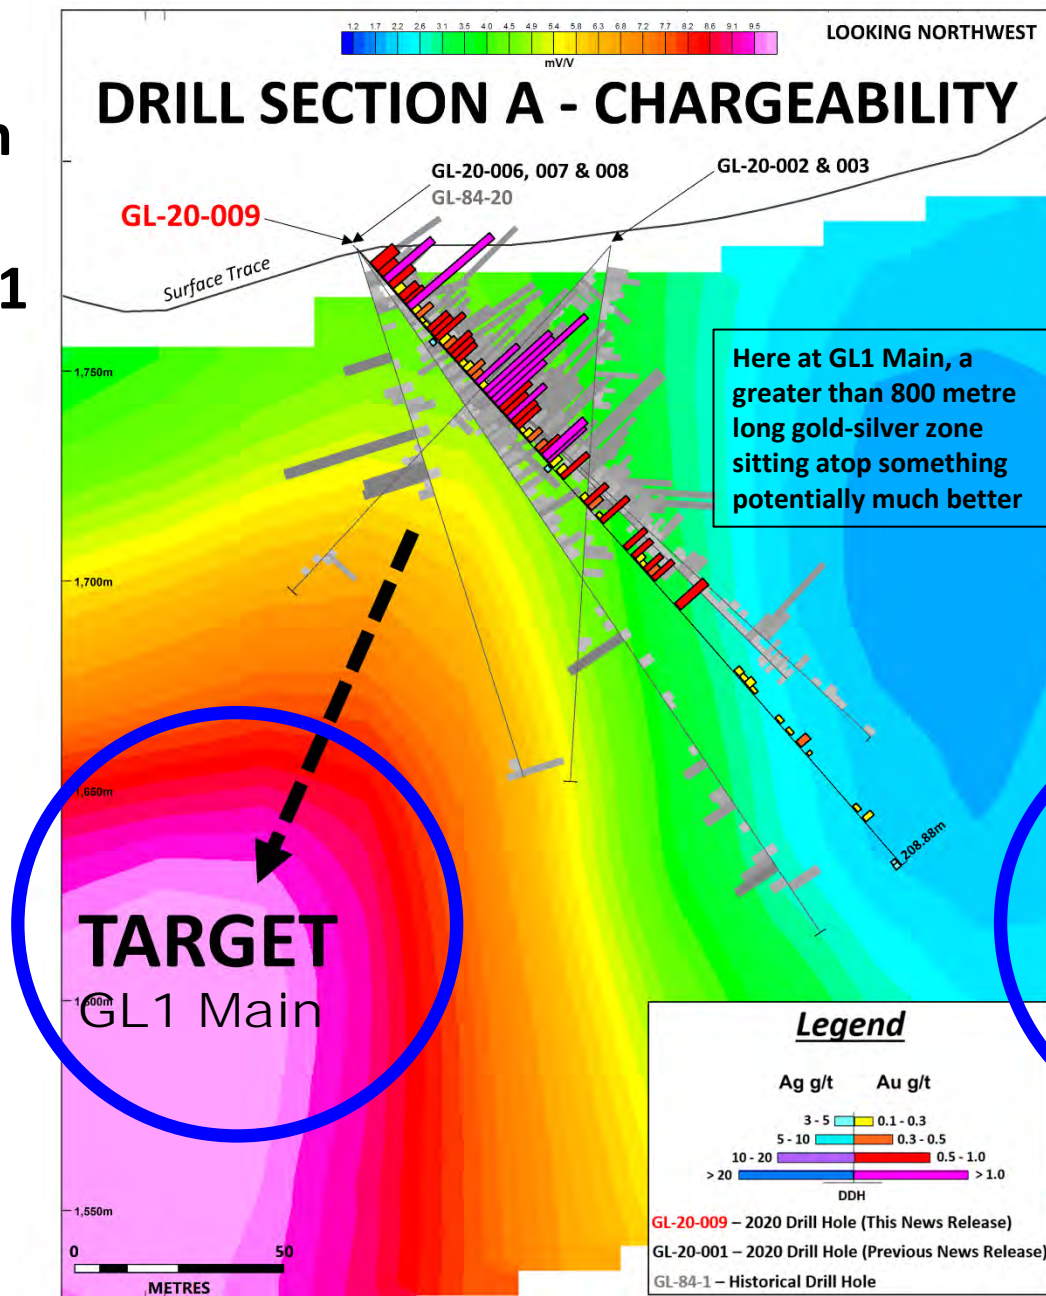 1.2 1.7 2.2 2.6 3.1 3.5 4.0 4.5 4.9 5.4 5.8 6.3 6.8 7.2 7.7 8.2 8.6 9.1 9.5
mV/V
LOOKING NORTHWEST
DRILL SECTION A - CHARGEABILITY
n
GL-20-006, 007 & 008
GL-84-20
GL-20-002 & 003
GL-20-009
1
Surface Trace
1,750m
Here at GL1 Main, a
greater than 800 metre
long gold-silver zone
sitting atop something
potentially much better
1,700m
1,650m
208.88m
TARGET
1,600m
GL1 Main
Legend
Ag g/t Au g/t
3 - 5 0.1 - 0.3
5 - 10 0.3 - 0.5
10 - 20 0.5 - 1.0
> 20 > 1.0
DDH
1,550m
GL-20-009 – 2020 Drill Hole (This News Release)
GL-20-001 – 2020 Drill Hole (Previous News Release)
GL-84-1 – Historical Drill Hole
0 50
METRES